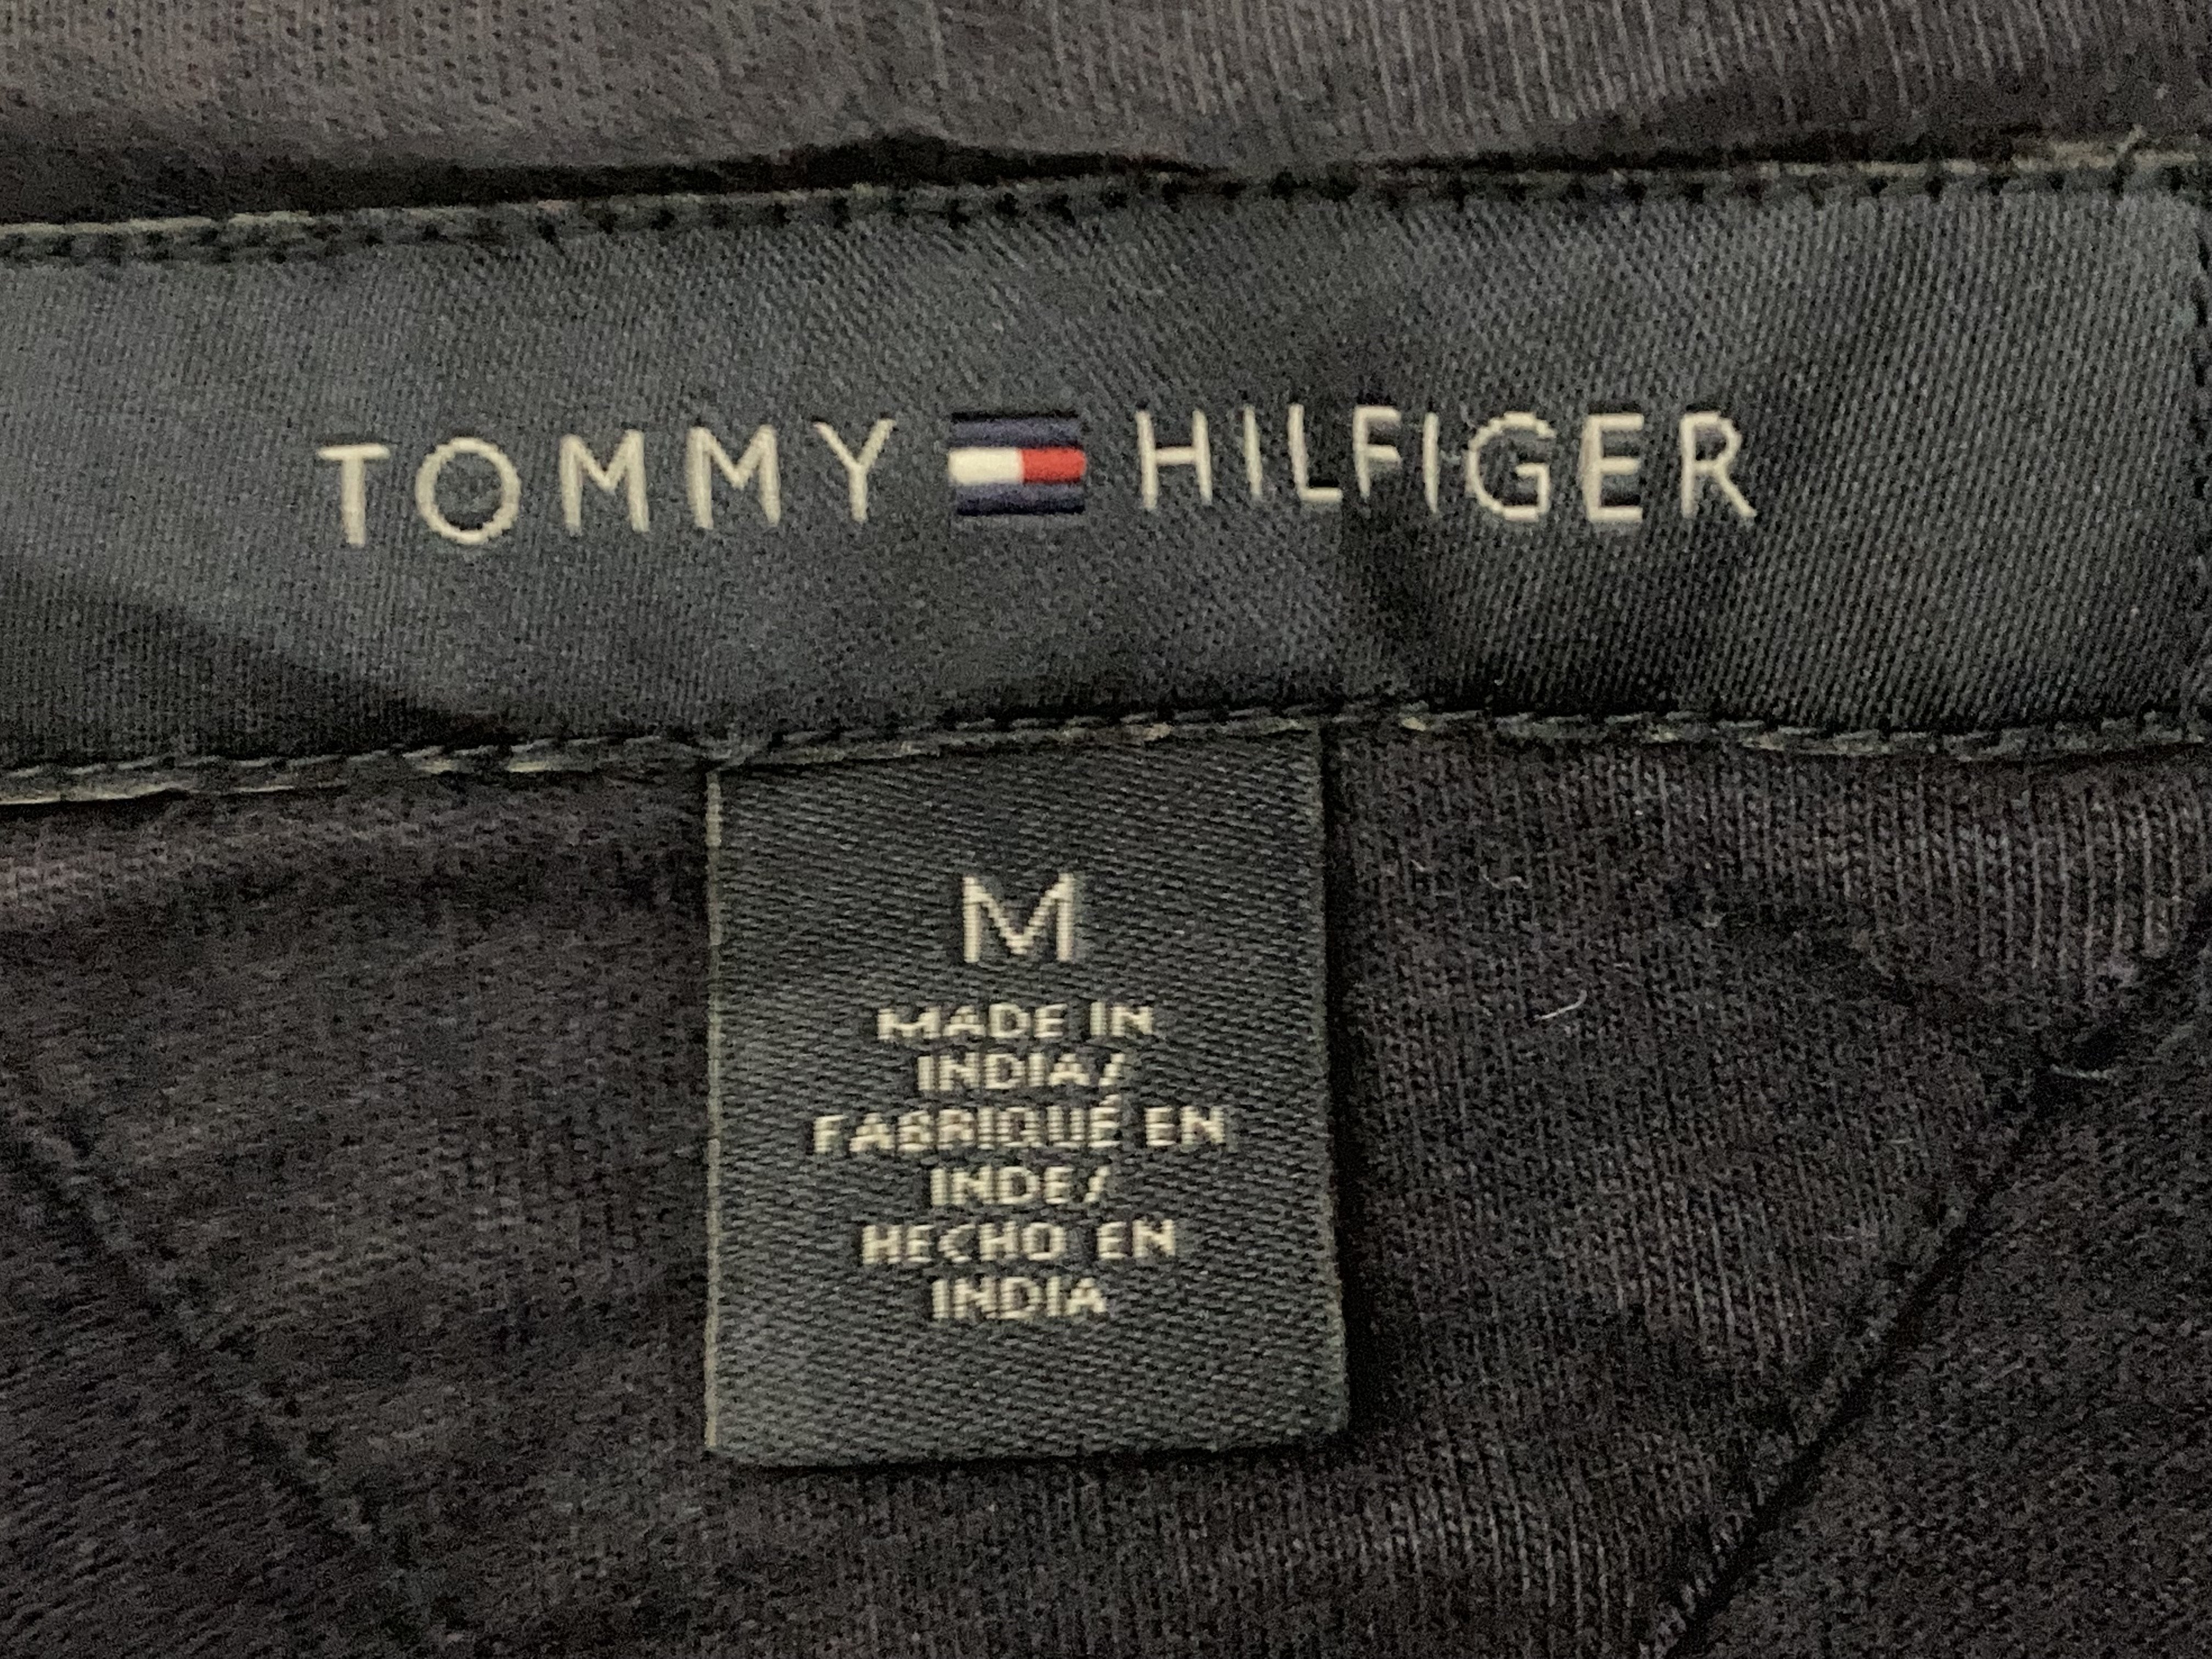 TOMMY HILFIGER
M
MADE IN
INDIA/
FABRIQUÉ EN
INDE/
HECHO EN
INDIA